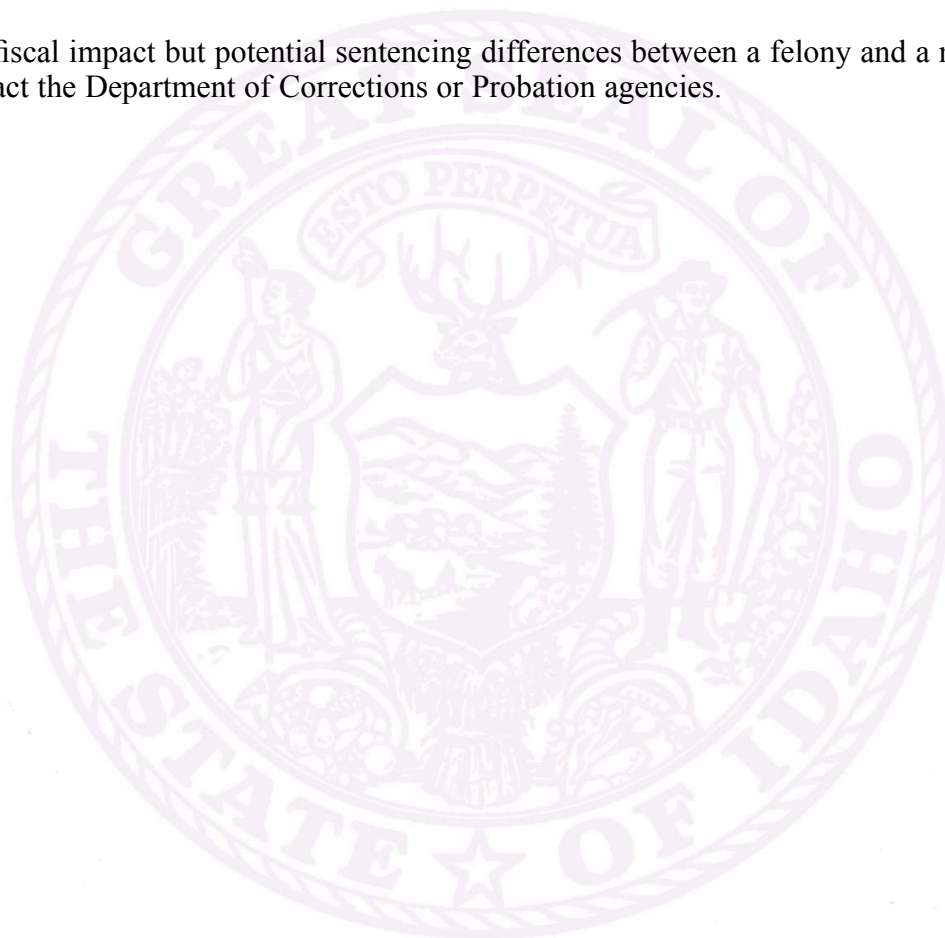 fiscal impact but potential sentencing differences between a felony and a
act the Department of Corrections or Probation agencies.
GREAT SEAL OF
ESTO PERPETUA
THE STATE OF IDAHO